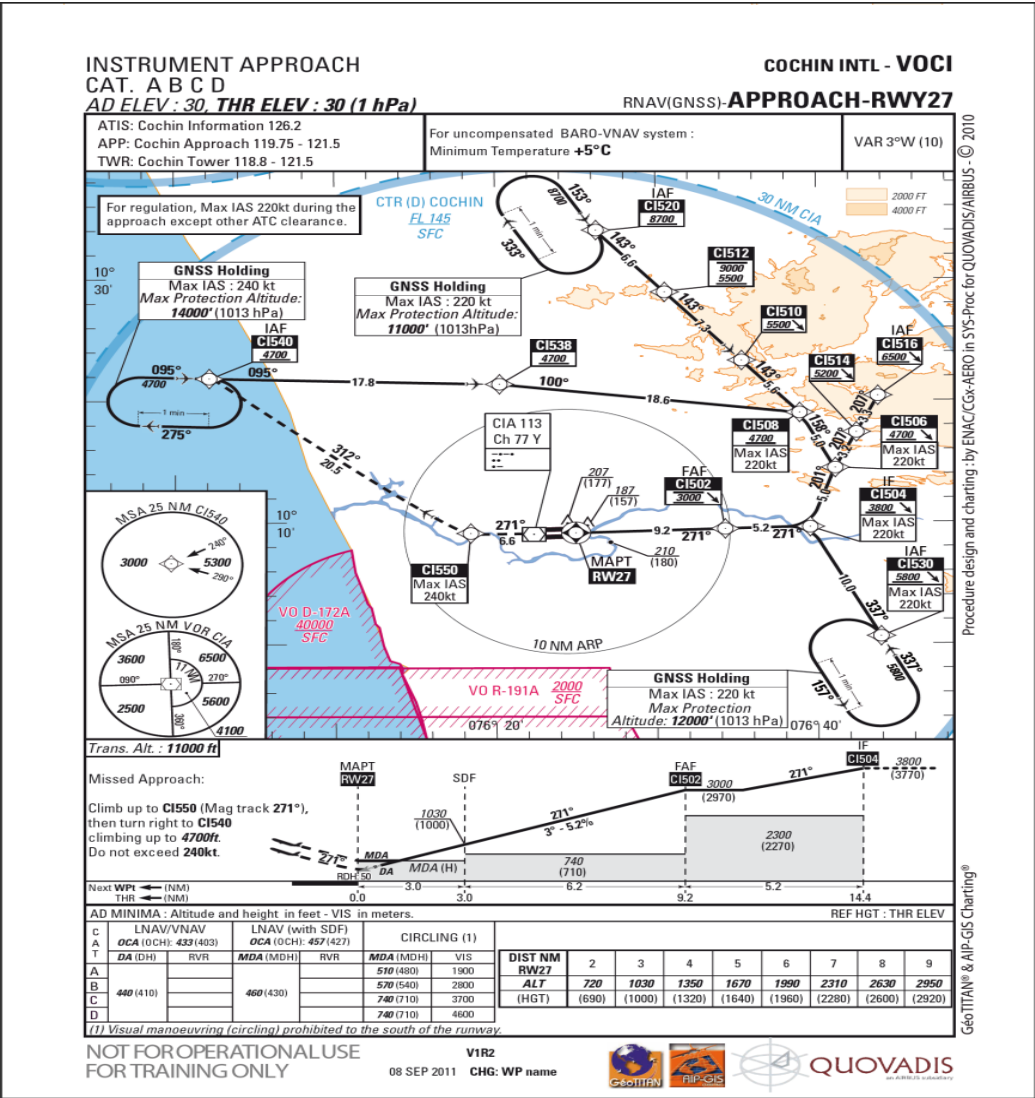 INSTRUMENT APPROACH
CAT. A B C D
AD ELEV : 30, THR ELEV : 30 (1 hPa)
COCHIN INTL - VOCI
RNAV(GNSS)-APPROACH-RWY27
ATIS: Cochin Information 126.2
APP: Cochin Approach 119.75 - 121.5
TWR: Cochin Tower 118.8 - 121.5
For uncompensated BARO-VNAV system :
Minimum Temperature +5°C
VAR 3°W (10)
For regulation, Max IAS 220kt during the
approach except other ATC clearance.
CTR (D) COCHIN
FL 145
SFC
8700
153°
1 min
333°
IAF
CI520
8700
30 NM CIA
2000 FT
4000 FT
143°
6.6
CI512
9000
5500
10°
30'
GNSS Holding
Max IAS : 240 kt
Max Protection Altitude:
14000' (1013 hPa)
GNSS Holding
Max IAS : 220 kt
Max Protection Altitude:
11000' (1013hPa)
143°
7.3
CI510
5500
IAF
CI540
4700
CI538
4700
143°
5.6
CI514
5200
IAF
CI516
6500
095°
4700
095°
17.8
100°
18.6
1 min
275°
207°
3.3
207°
3.2
158°
5.0
CI508
4700
Max IAS
220kt
CI506
4700
Max IAS
220kt
CIA 113
Ch 77 Y
312°
20.5
201°
5.0
207
(177)
187
(157)
FAF
CI502
3000
IF
CI504
3800
Max IAS
220kt
MSA 25 NM CI540
3000
5300
240°
290°
10°
10'
271°
6.6
9.2
271°
5.2
271°
210
(180)
MAPT
RW27
CI550
Max IAS
240kt
IAF
CI530
5800
Max IAS
220kt
10.0
337°
VO D-172A
40000
SFC
MSA 25 NM VOR CIA
3600
6500
180°
11 NM
090°
270°
2500
5600
360°
4100
10 NM ARP
337°
5800
1 min
157°
VO R-191A
2000
SFC
GNSS Holding
Max IAS : 220 kt
Max Protection
Altitude: 12000' (1013 hPa)
076° 20'
076° 40'
Trans. Alt. : 11000 ft
Missed Approach:
Climb up to CI550 (Mag track 271°),
then turn right to CI540
climbing up to 4700ft.
Do not exceed 240kt.
MAPT
RW27
SDF
FAF
CI502
3000
(2970)
IF
CI504
3800
(3770)
271°
1030
(1000)
271°
3° - 5.2%
2300
(2270)
740
(710)
271°
MDA
DA
MDA (H)
RDH 50
Next WPt (NM)
3.0
6.2
5.2
THR (NM)
0.0
3.0
9.2
14.4
AD MINIMA : Altitude and height in feet - VIS in meters.
REF HGT : THR ELEV
CAT
LNAV/VNAV
OCA (OCH): 433 (403)
LNAV (with SDF)
OCA (OCH): 457 (427)
CIRCLING (1)
DA (DH)
RVR
MDA (MDH)
RVR
MDA (MDH)
VIS
A
B
C
D
440 (410)
460 (430)
510 (480)
1900
570 (540)
2800
740 (710)
3700
740 (710)
4600
DIST NM
RW27
2
3
4
5
6
7
8
9
ALT
720
1030
1350
1670
1990
2310
2630
2950
(HGT)
(690)
(1000)
(1320)
(1640)
(1960)
(2280)
(2600)
(2920)
(1) Visual manoeuvring (circling) prohibited to the south of the runway.
NOT FOR OPERATIONAL USE
FOR TRAINING ONLY
V1R2
08 SEP 2011 CHG: WP name
GéoTITAN
AIP-GIS
QUOVADIS
an AIRBUS subsidiary
Procedure design and charting : by ENAC/CGx-AERO in SYS-Proc for QUOVADIS/AIRBUS - © 2010
GéoTITAN® & AIP-GIS Charting®